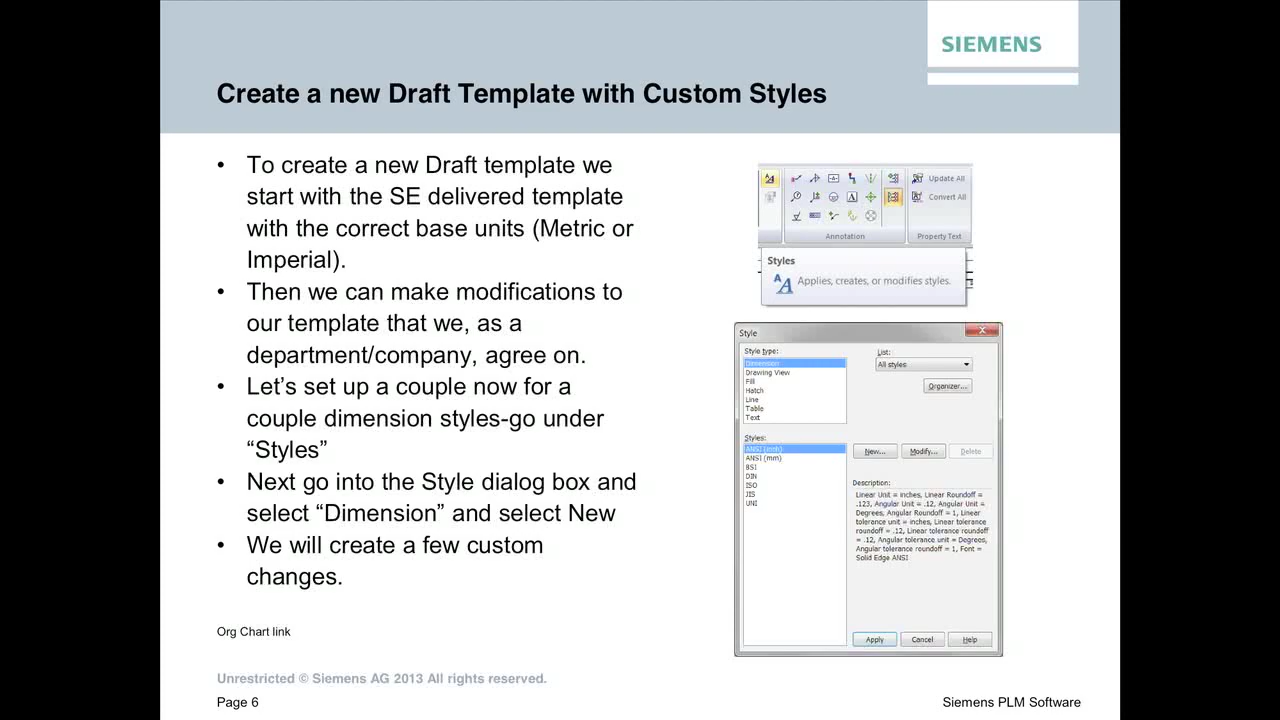 SIEMENS
Create a new Draft Template with Custom Styles
• To create a new Draft template we
start with the SE delivered template
with the correct base units (Metric or
Imperial).
• Then we can make modifications to
our template that we, as a
department/company, agree on.
• Let’s set up a couple now for a
couple dimension styles-go under
“Styles”
• Next go into the Style dialog box and
select “Dimension” and select New
• We will create a few custom
changes.
Org Chart link
Update All
Convert All
Annotation
Property Text
Styles
Applies, creates, or modifies styles.
Style
Style type:
Dimension
Drawing View
Fill
Hatch
Line
Table
Text
List:
All styles
Organizer...
Styles:
ANSI (inch)
ANSI (mm)
BSI
DIN
ISO
JIS
UNI
New...
Modify...
Delete
Description:
Linear Unit = inches, Linear Roundoff =
.123, Angular Unit = .12, Angular Unit =
Degrees, Angular Roundoff = 1, Linear
tolerance unit = inches, Linear tolerance
roundoff = .12, Linear tolerance roundoff
= .12, Angular tolerance unit = Degrees,
Angular tolerance roundoff = 1, Font =
Solid Edge ANSI
Apply
Cancel
Help
Unrestricted © Siemens AG 2013 All rights reserved.
Page 6
Siemens PLM Software